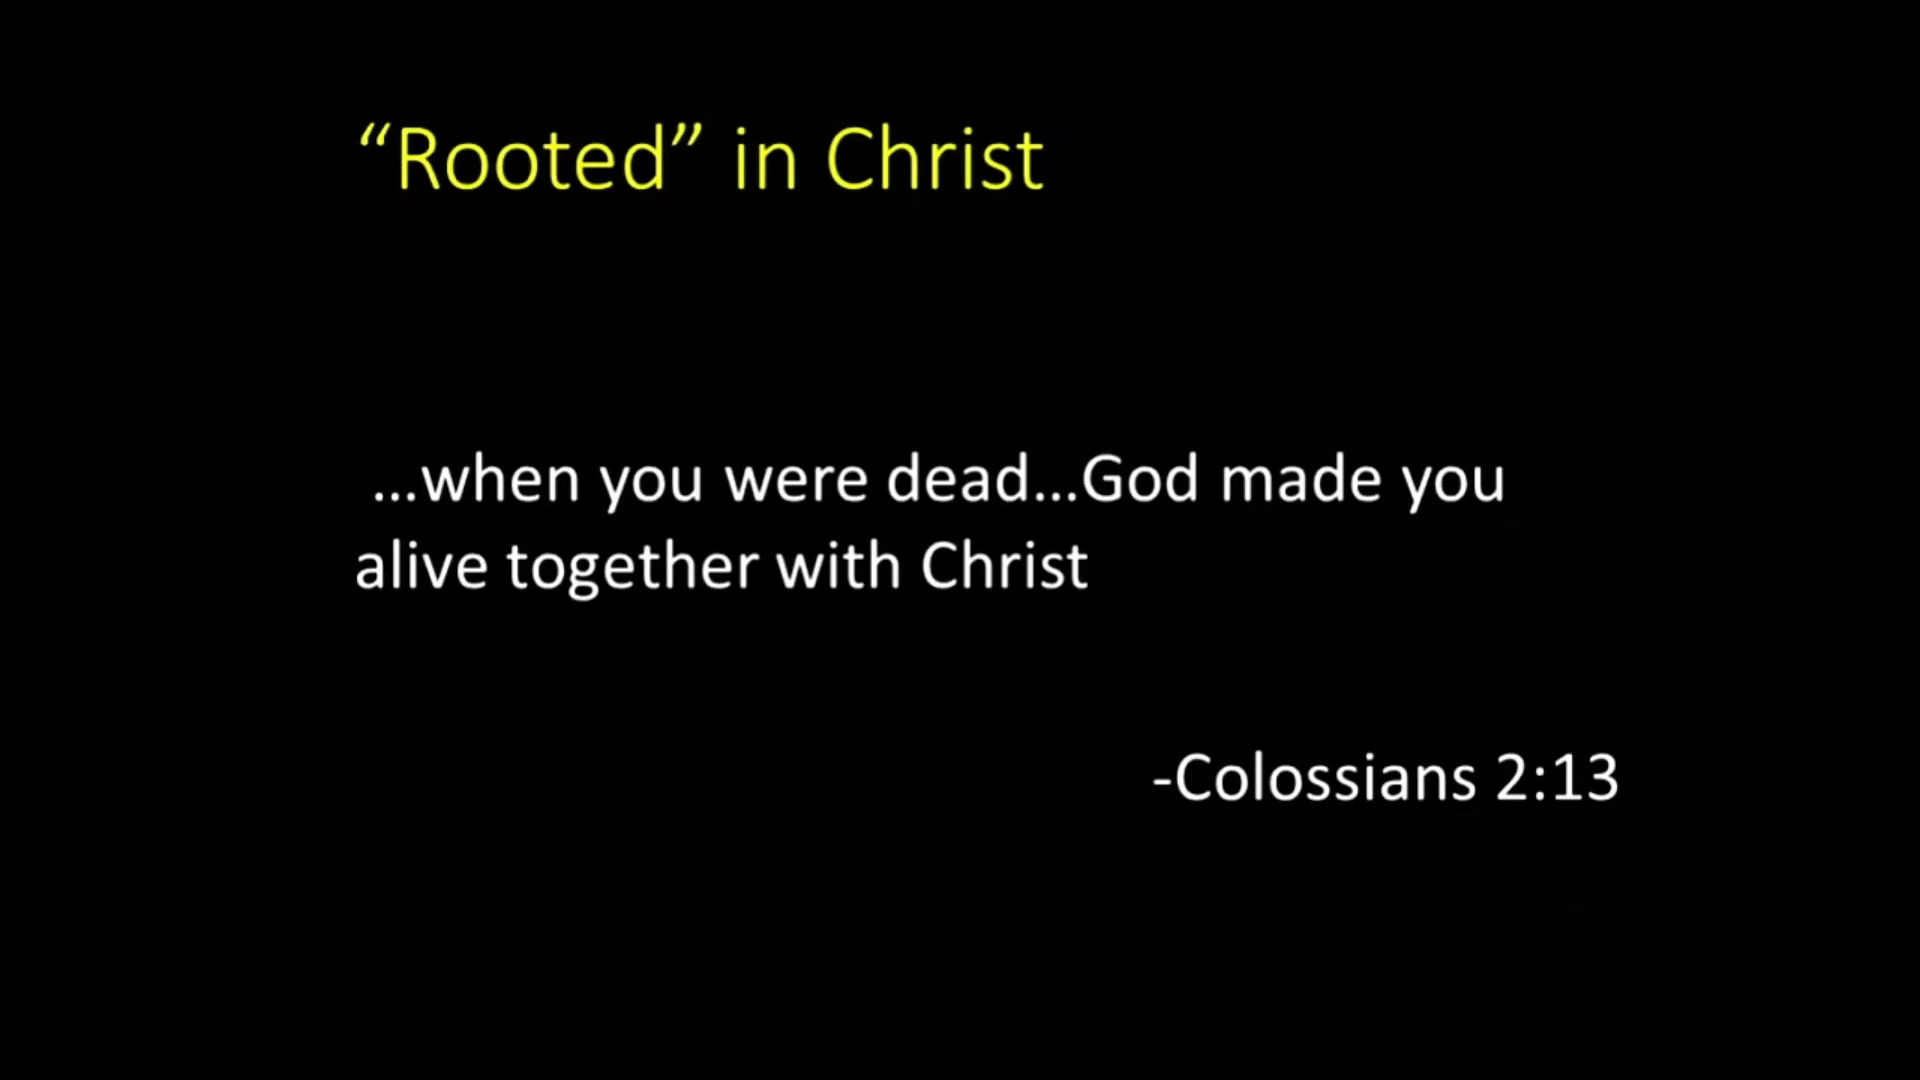 “Rooted” in Christ
…when you were dead…God made you
alive together with Christ
-Colossians 2:13